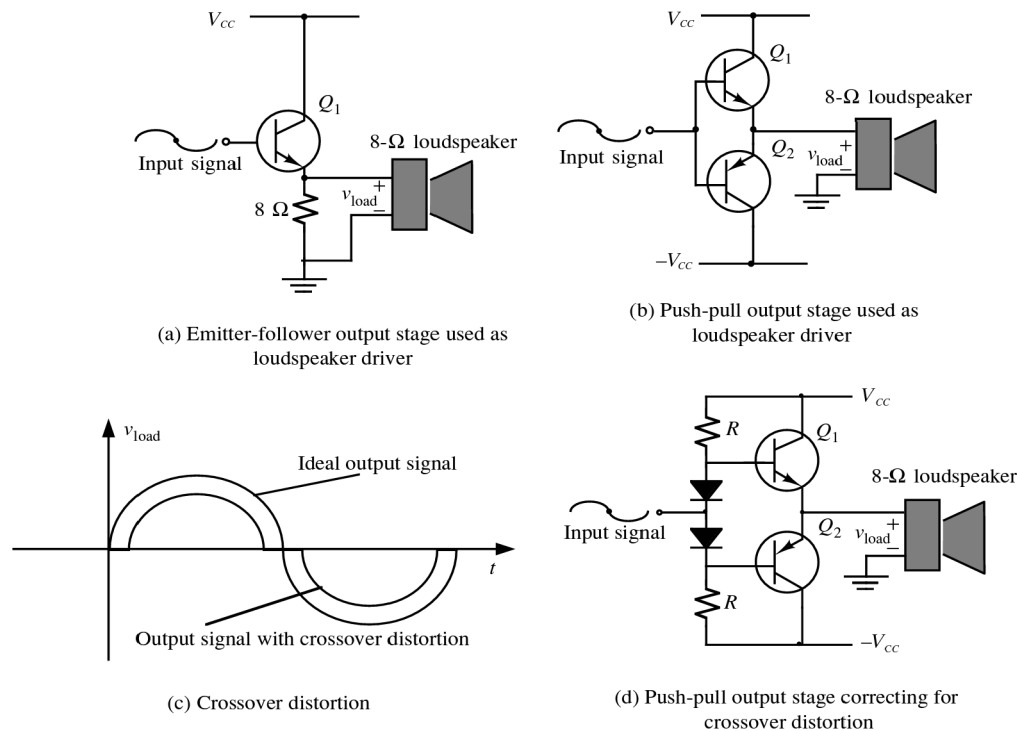 V_CC
Q_1
8-Ω loudspeaker
Input signal
8 Ω
v_load
+
−
(a) Emitter-follower output stage used as
loudspeaker driver
V_CC
Q_1
8-Ω loudspeaker
Input signal
Q_2
v_load
+
−
−V_CC
(b) Push-pull output stage used as
loudspeaker driver
v_load
Ideal output signal
t
Output signal with crossover distortion
(c) Crossover distortion
V_CC
R
Q_1
8-Ω loudspeaker
Input signal
Q_2
v_load
+
−
R
−V_CC
(d) Push-pull output stage correcting for
crossover distortion